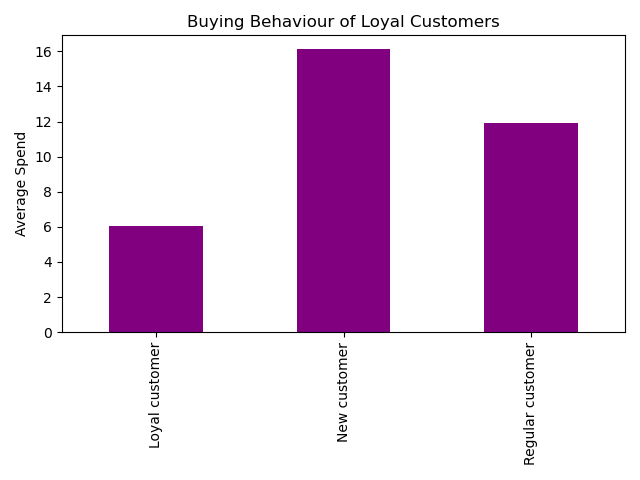 Buying Behaviour of Loyal Customers
Average Spend
16
14
12
10
8
6
4
2
0
Loyal customer
New customer
Regular customer